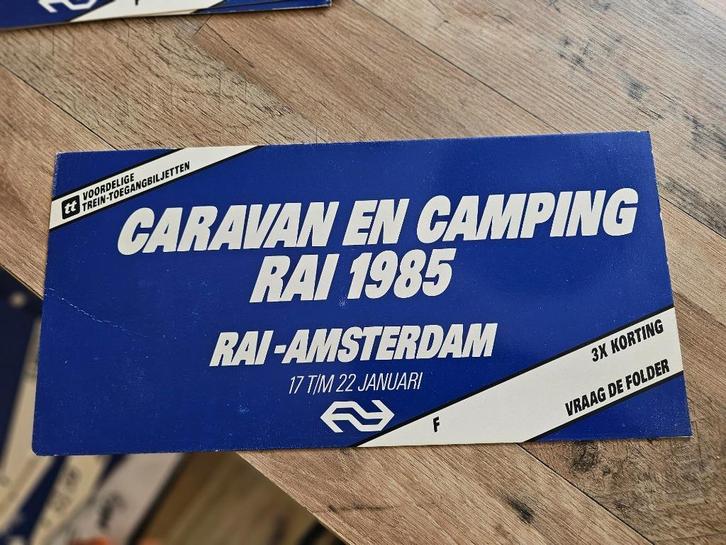 tt VOORDELIGE
TREIN-TOEGANGBILJETTEN
CARAVAN EN CAMPING
RAI 1985
RAI-AMSTERDAM
17 T/M 22 JANUARI
3X KORTING
F
VRAAG DE FOLDER